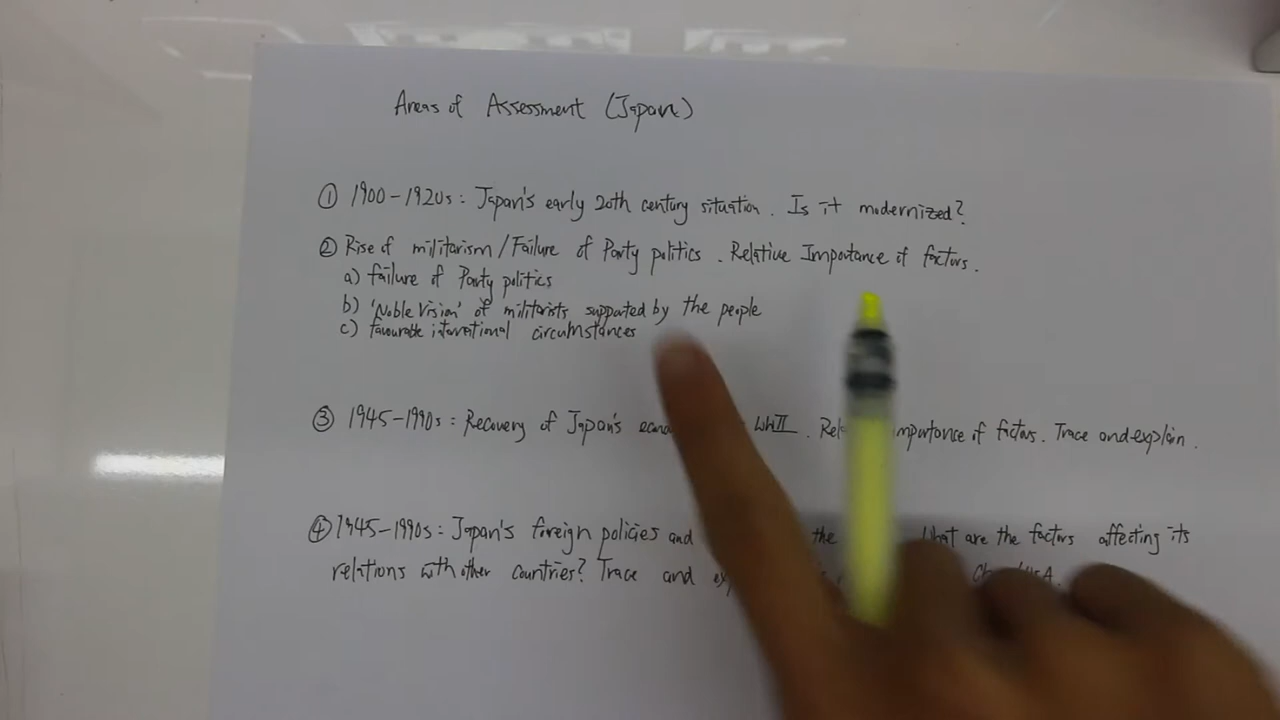 Areas of Assessment (Japan)
① 1900-1920s: Japan's early 20th century situation. Is it modernized?
② Rise of militarism/Failure of Party politics. Relative Importance of factors.
a) failure of Party politics
b) 'Noble Vision' of militarists supported by the people
c) favourable international circumstances
③ 1945-1990s: Recovery of Japan's WWII. importance of factors. Trace and explain.
④ 1945-1990s: Japan's foreign policies and the What are the factors affecting its
relations with other countries? Trace and